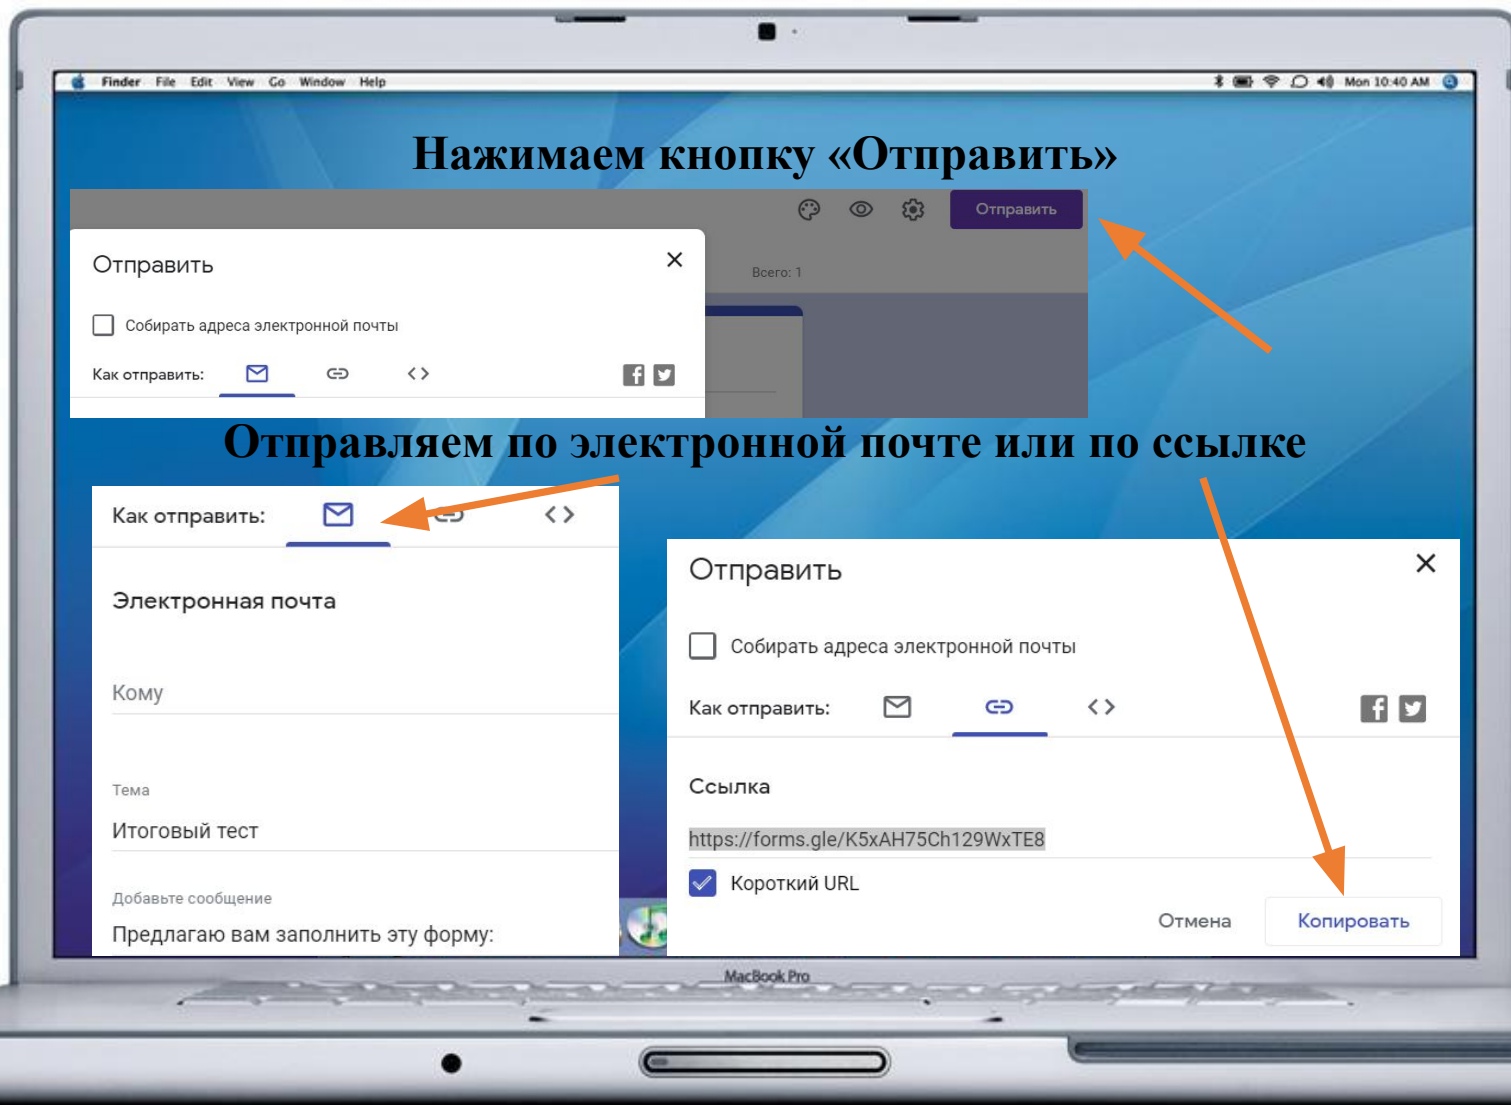 Finder File Edit View Go Window Help
Mon 10:40 AM
Нажимаем кнопку «Отправить»
Отправить
Отправить
Всего: 1
Собирать адреса электронной почты
Как отправить:
Отправляем по электронной почте или по ссылке
Как отправить:
Электронная почта
Кому
Тема
Итоговый тест
Добавьте сообщение
Предлагаю вам заполнить эту форму:
Отправить
Собирать адреса электронной почты
Как отправить:
Ссылка
https://forms.gle/K5xAH75Ch129WxTE8
Короткий URL
Отмена Копировать
MacBook Pro